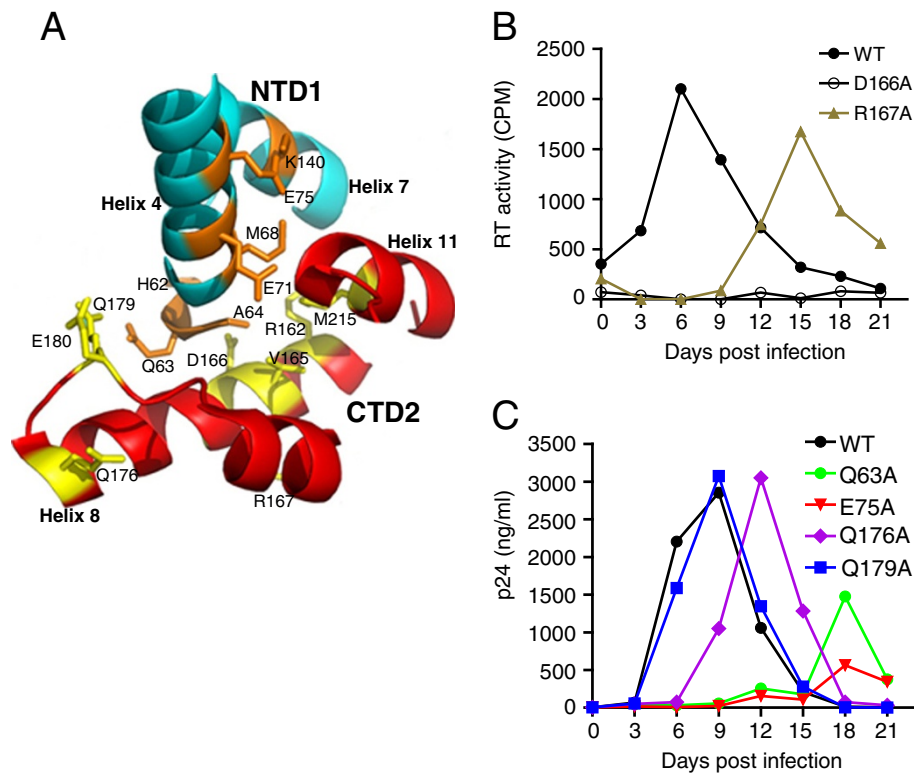 A
NTD1
K140
E75
Helix 7
Helix 4
M68
Helix 11
H62
E71
Q179
A64
M215
R162
E180
Q63
D166
V165
CTD2
Q176
R167
Helix 8
B
RT activity (CPM)
2500
2000
1500
1000
500
0
0 3 6 9 12 15 18 21
Days post infection
WT
D166A
R167A
C
p24 (ng/ml)
3500
3000
2500
2000
1500
1000
500
0
0 3 6 9 12 15 18 21
Days post infection
WT
Q63A
E75A
Q176A
Q179A